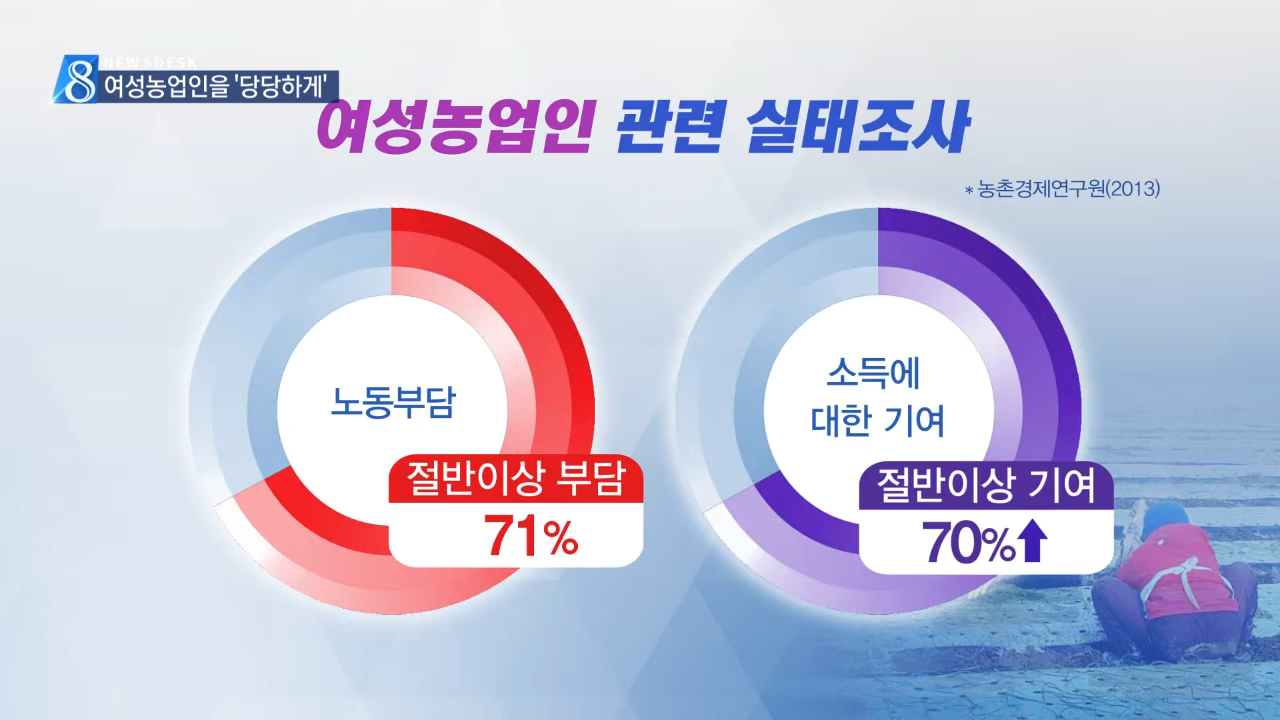 NEWSDESK
8 여성농업인을 '당당하게'
여성농업인 관련 실태조사
* 농촌경제연구원(2013)
노동부담
절반이상 부담
71%
소득에
대한 기여
절반이상 기여
70%⬆